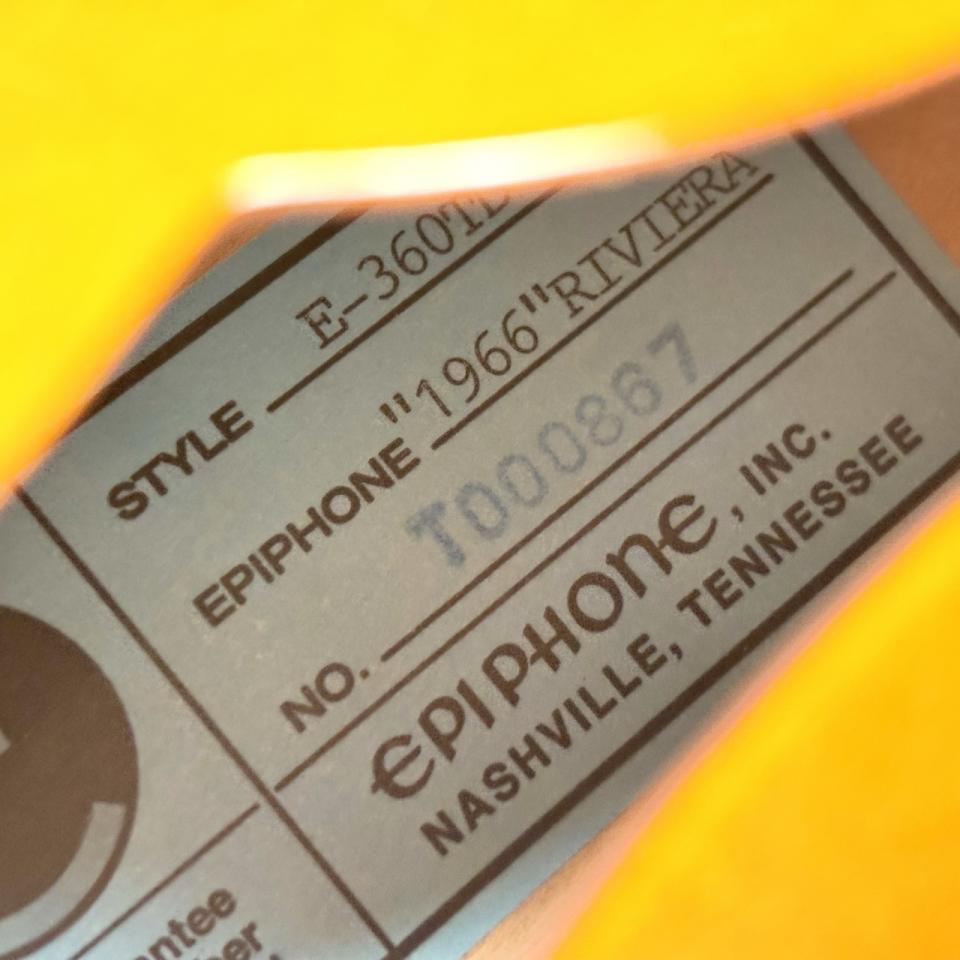 STYLE E-360TD
EPIPHONE "1966"RIVIERA
NO. T000867
EPIPHONE, INC.
NASHVILLE, TENNESSEE